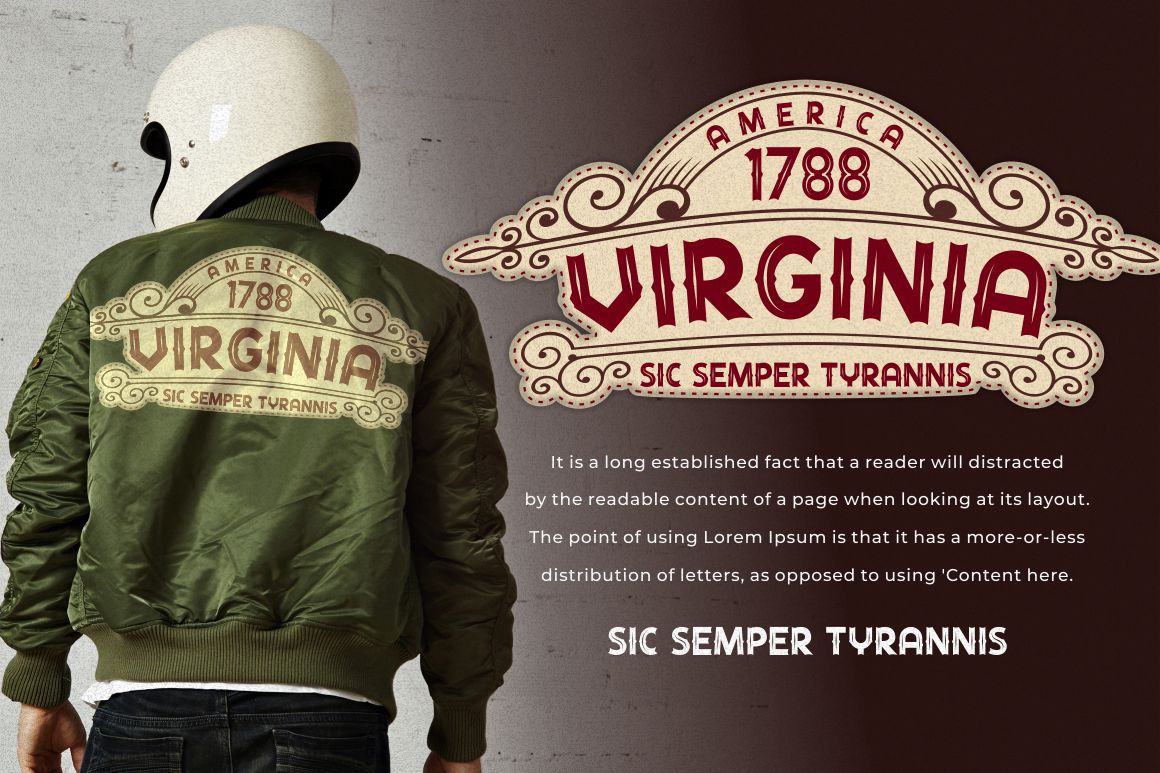 AMERICA
1788
VIRGINIA
SIC SEMPER TYRANNIS
AMERICA
1788
VIRGINIA
SIC SEMPER TYRANNIS
It is a long established fact that a reader will distracted
by the readable content of a page when looking at its layout.
The point of using Lorem Ipsum is that it has a more-or-less
distribution of letters, as opposed to using 'Content here.
SIC SEMPER TYRANNIS